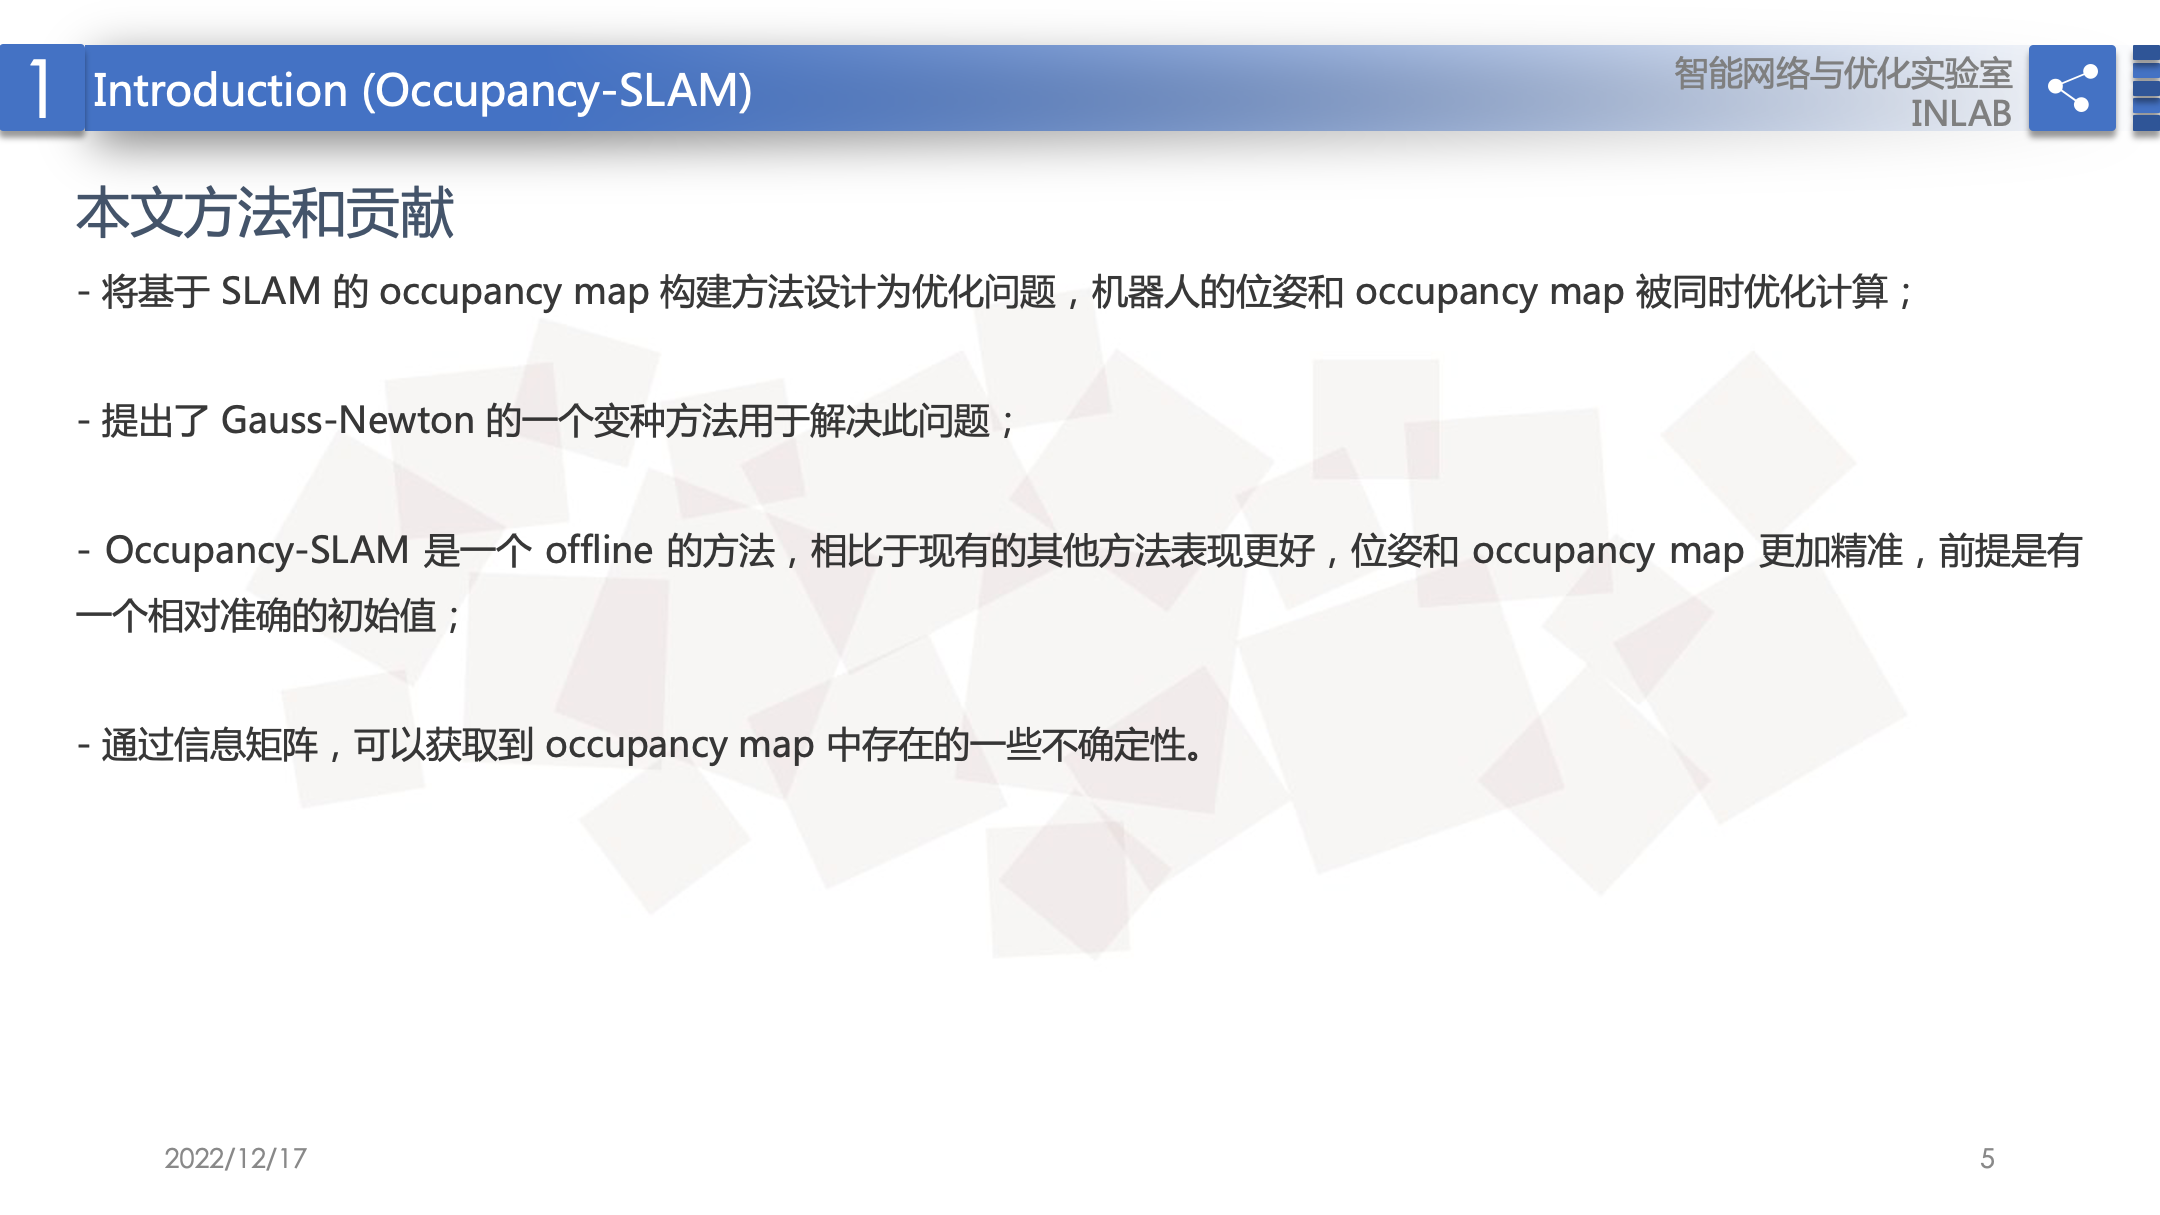 1 Introduction (Occupancy-SLAM)
智能网络与优化实验室
INLAB
本文方法和贡献
- 将基于 SLAM 的 occupancy map 构建方法设计为优化问题，机器人的位姿和 occupancy map 被同时优化计算；
- 提出了 Gauss-Newton 的一个变种方法用于解决此问题；
- Occupancy-SLAM 是一个 offline 的方法，相比于现有的其他方法表现更好，位姿和 occupancy map 更加精准，前提是有
一个相对准确的初始值；
- 通过信息矩阵，可以获取到 occupancy map 中存在的一些不确定性。
2022/12/17
5